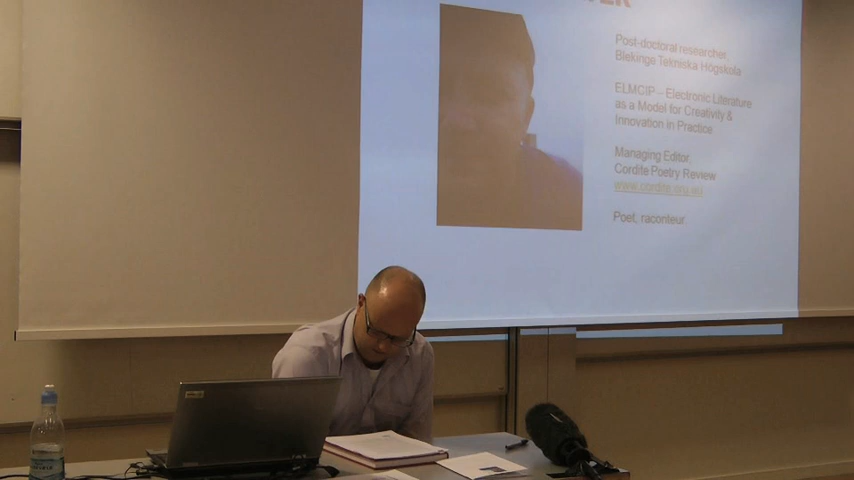 Post-doctoral researcher
Blekinge Tekniska Högskola
ELMCIP – Electronic Literature
as a Model for Creativity &
Innovation in Practice
Managing Editor
Cordite Poetry Review
www.cordite.org.au
Poet, raconteur